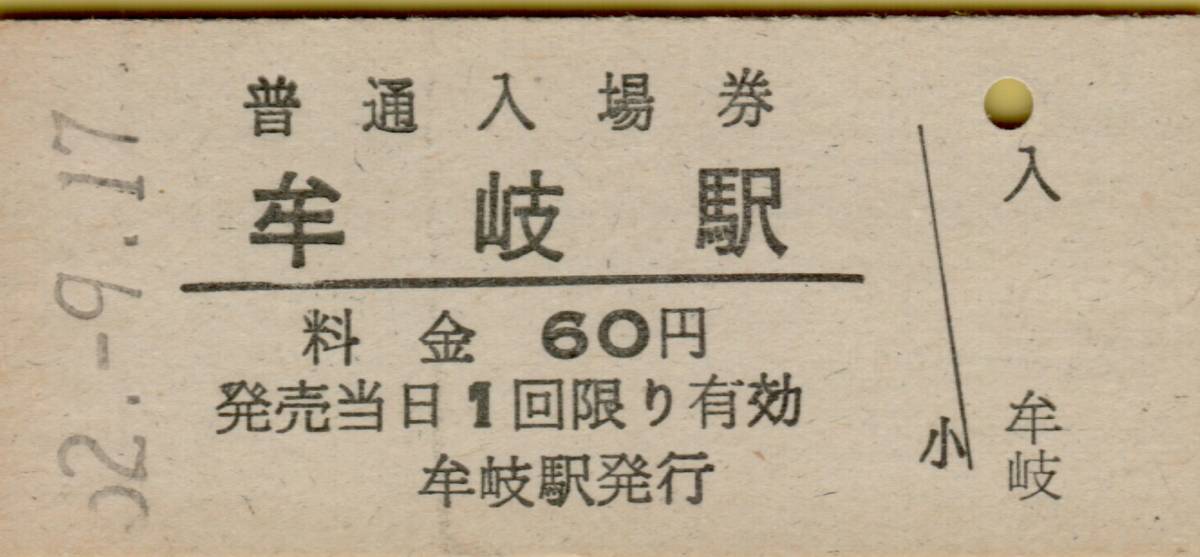 普通入場券
牟岐駅
料金 60円
発売当日1回限り有効
牟岐駅発行
入
小
牟岐
52.-9.17